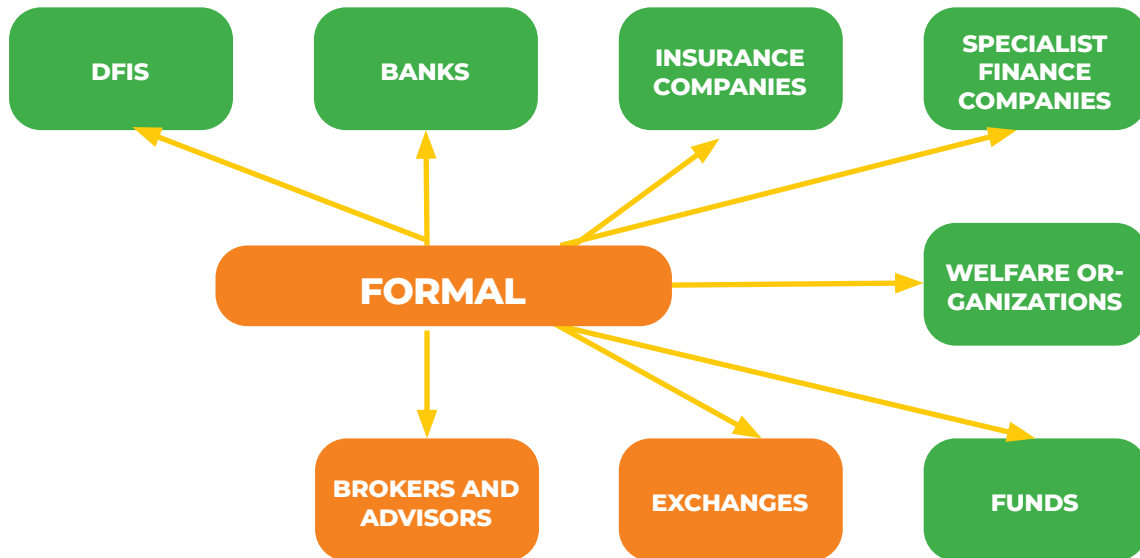 DFIS
BANKS
INSURANCE
COMPANIES
SPECIALIST
FINANCE
COMPANIES
FORMAL
WELFARE OR-
GANIZATIONS
BROKERS AND
ADVISORS
EXCHANGES
FUNDS